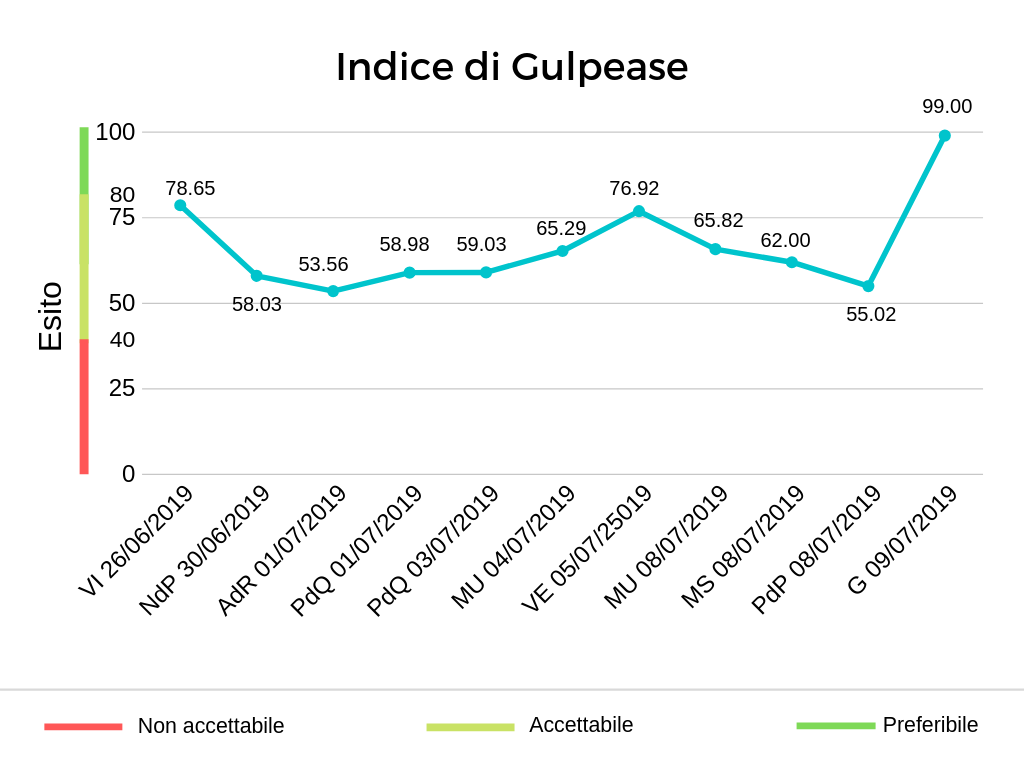 Indice di Gulpease
99.00
100
80
75
50
40
25
0
Esito
78.65
58.03
53.56
58.98
59.03
65.29
76.92
65.82
62.00
55.02
VI 26/06/2019
NdP 30/06/2019
AdR 01/07/2019
PdQ 01/07/2019
PdQ 03/07/2019
MU 04/07/2019
VE 05/07/25019
MU 08/07/2019
MS 08/07/2019
PdP 08/07/2019
G 09/07/2019
Non accettabile
Accettabile
Preferibile